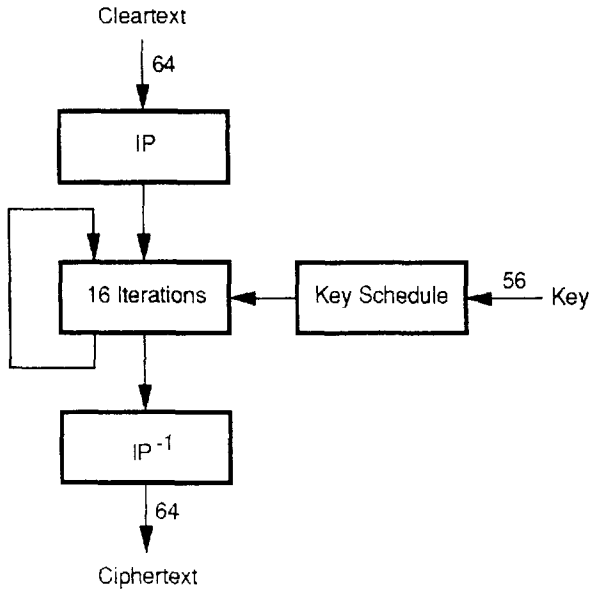 Cleartext
64
IP
16 Iterations
Key Schedule
56
Key
IP-1
64
Ciphertext